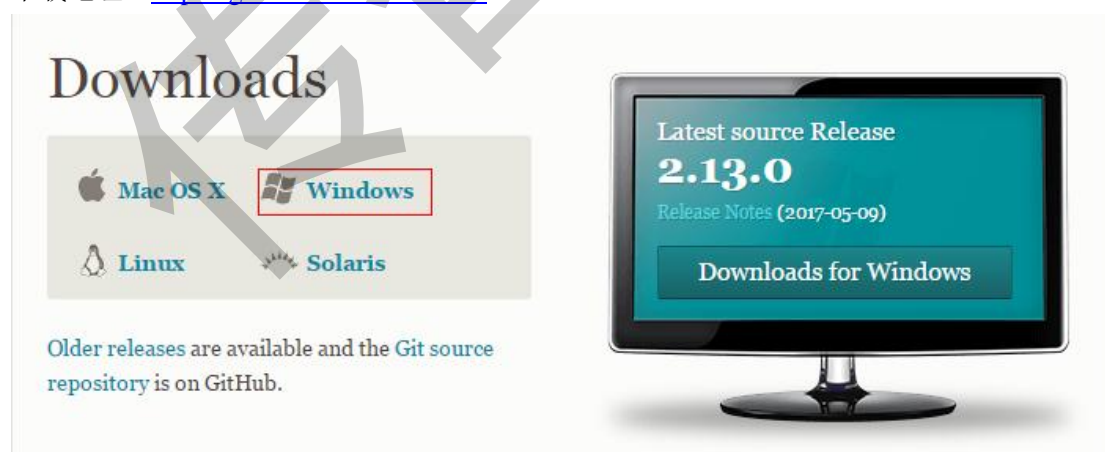 Downloads
Mac OS X
Windows
Linux
Solaris
Older releases are available and the Git source
repository is on GitHub.
Latest source Release
2.13.0
Release Notes (2017-05-09)
Downloads for Windows